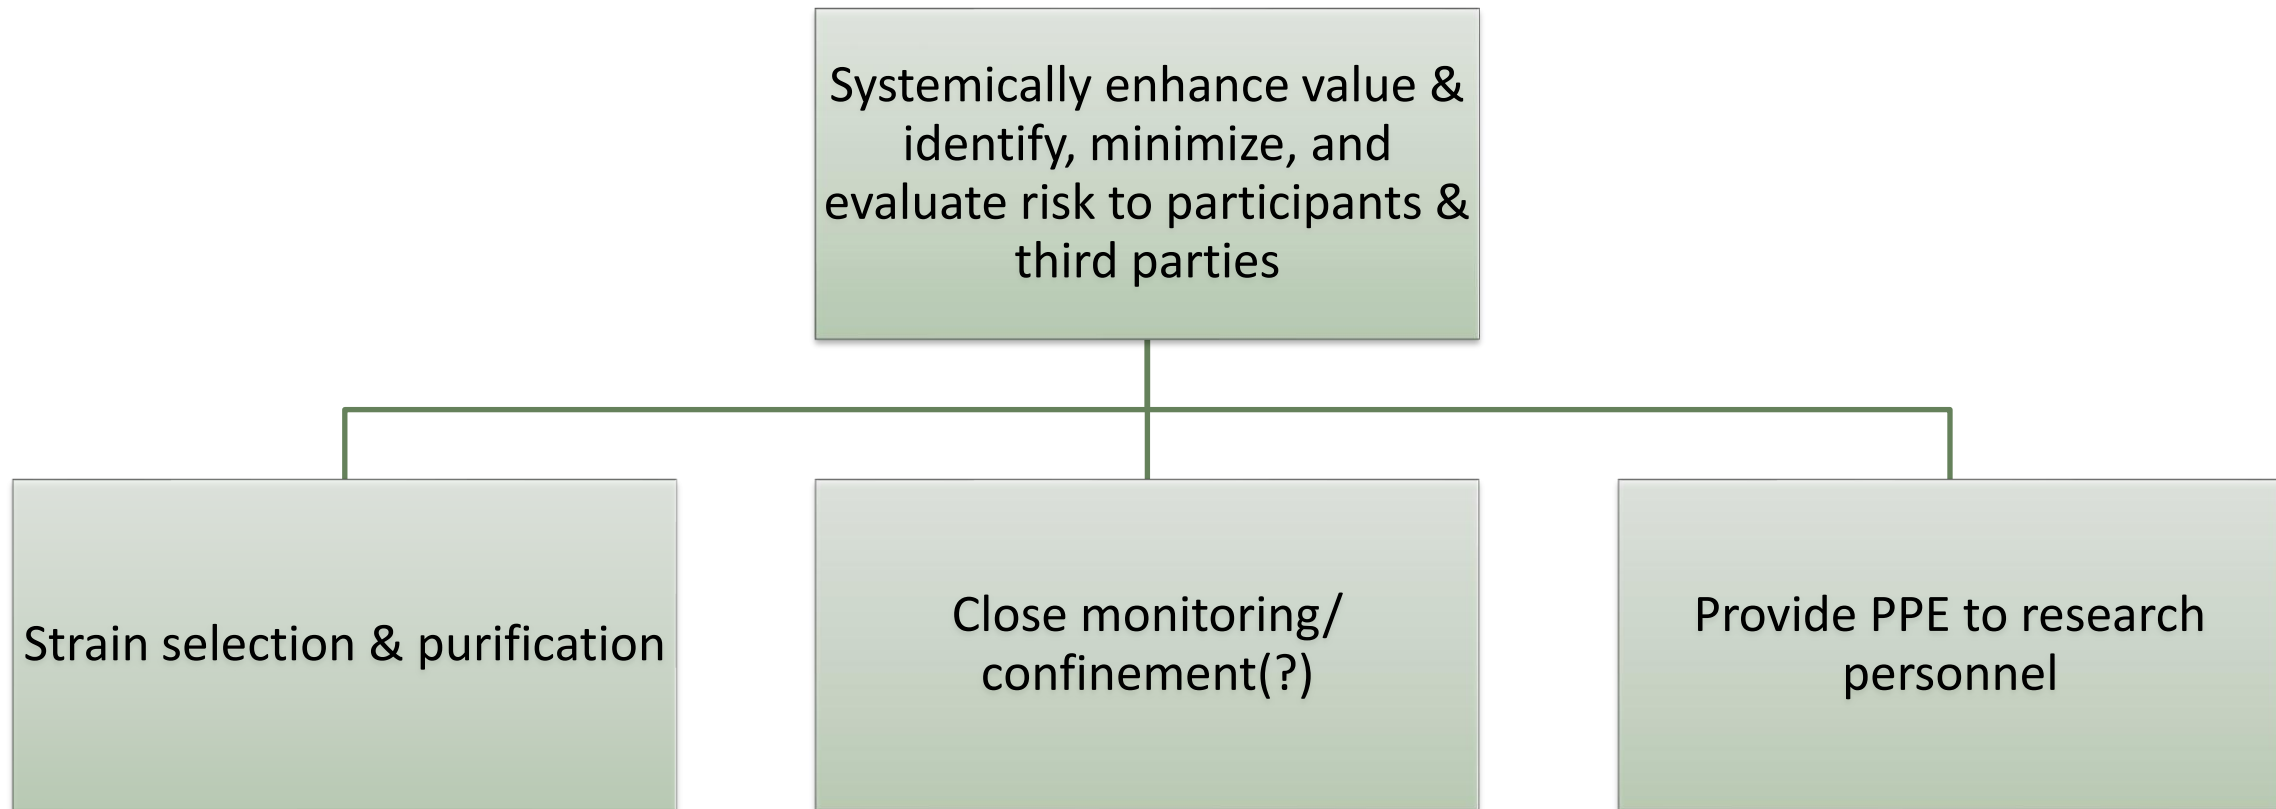 Systemically enhance value &
identify, minimize, and
evaluate risk to participants &
third parties
Strain selection & purification
Close monitoring/
confinement(?)
Provide PPE to research
personnel